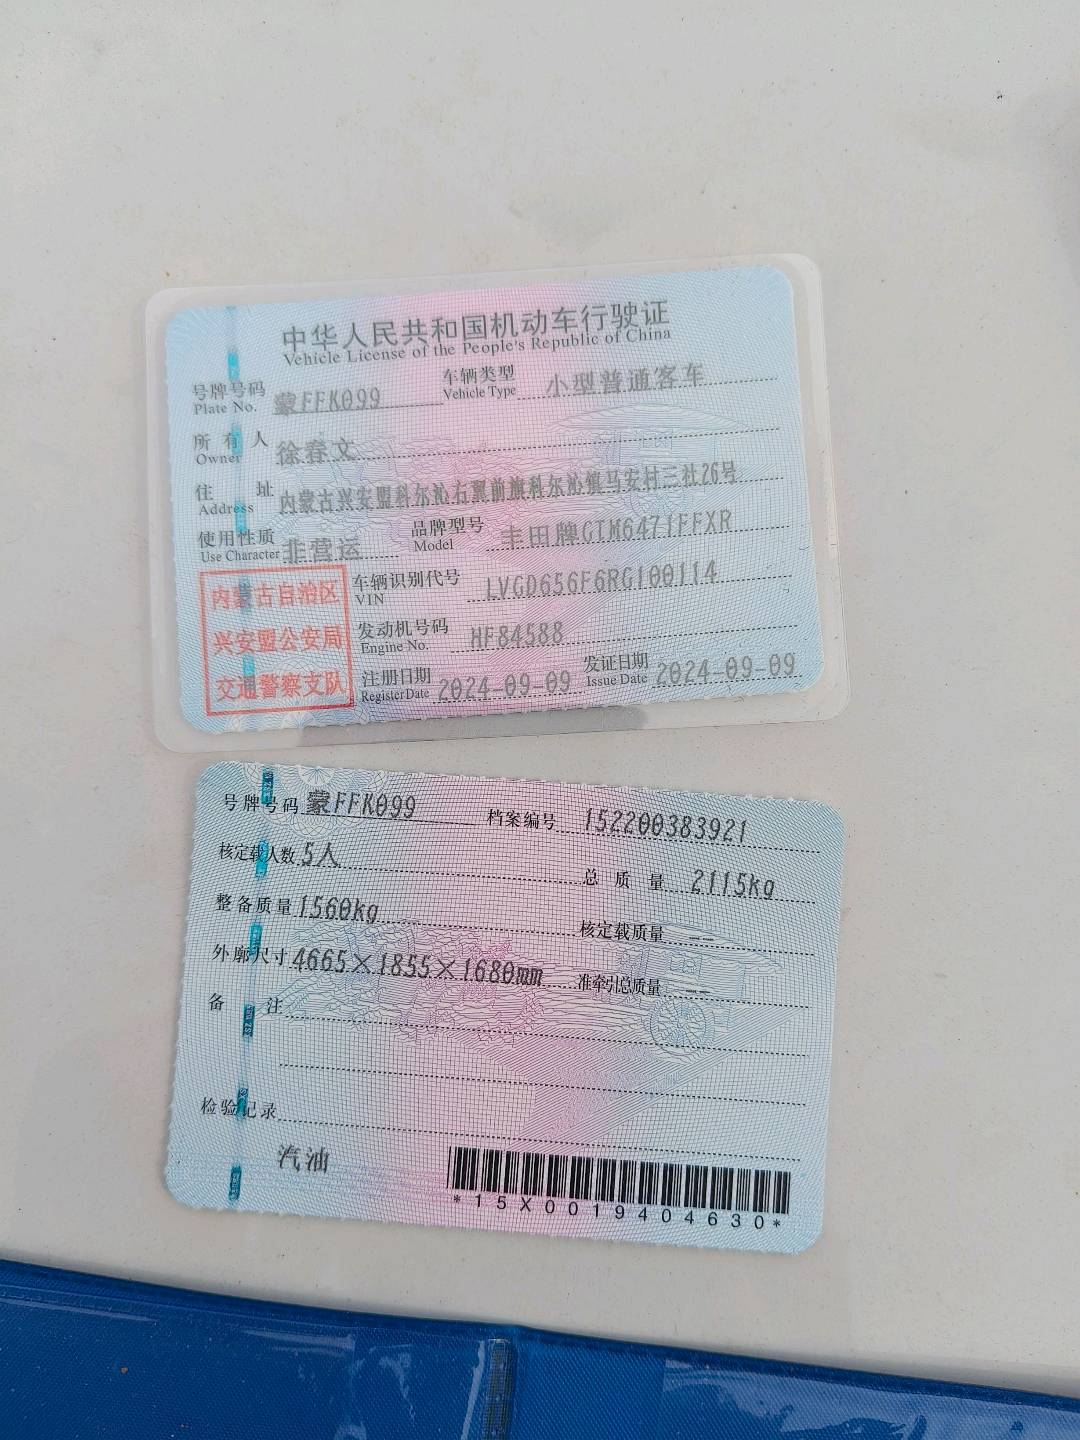 中华人民共和国机动车行驶证
Vehicle License of the People's Republic of China
号牌号码 Plate No. 蒙FFK099 车辆类型 Vehicle Type 小型普通客车
所有人 Owner 徐春文
住址 Address 内蒙古兴安盟科尔沁右翼前旗科尔沁镇马安村三社26号
使用性质 Use Character 非营运 品牌型号 Model 丰田牌GTM6471FFXR
车辆识别代号 VIN LVGD656F6RG100114
发动机号码 Engine No. HF84588
注册日期 Register Date 2024-09-09 发证日期 Issue Date 2024-09-09
内蒙古自治区
兴安盟公安局
交通警察支队
号牌号码 蒙FFK099 档案编号 152200383921
核定载人数 5人 总质量 2115kg
整备质量 1560kg 核定载质量 --
外廓尺寸 4665×1855×1680mm 准牵引总质量 --
备注
检验记录
汽油
*15X0019404630*